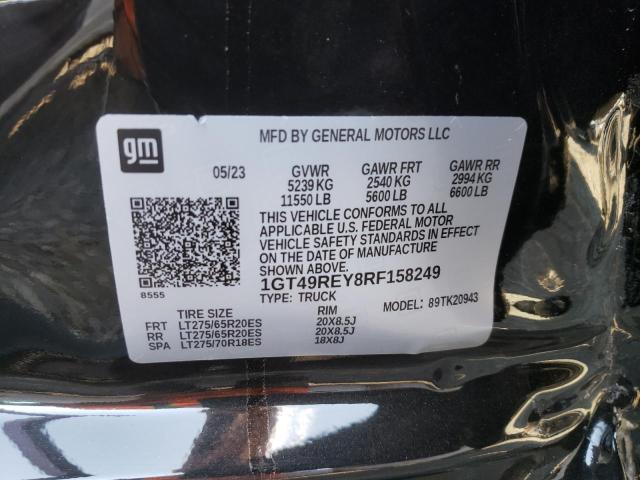 gm
MFD BY GENERAL MOTORS LLC
05/23 GVWR GAWR FRT GAWR RR
5239 KG 2540 KG 2994 KG
11550 LB 5600 LB 6600 LB
THIS VEHICLE CONFORMS TO ALL
APPLICABLE U.S. FEDERAL MOTOR
VEHICLE SAFETY STANDARDS IN EFFECT
ON THE DATE OF MANUFACTURE
SHOWN ABOVE.
8555
1GT49REY8RF158249
TYPE: TRUCK MODEL: 89TK20943
TIRE SIZE RIM
FRT LT275/65R20ES 20X8.5J
RR LT275/65R20ES 20X8.5J
SPA LT275/70R18ES 18X8J